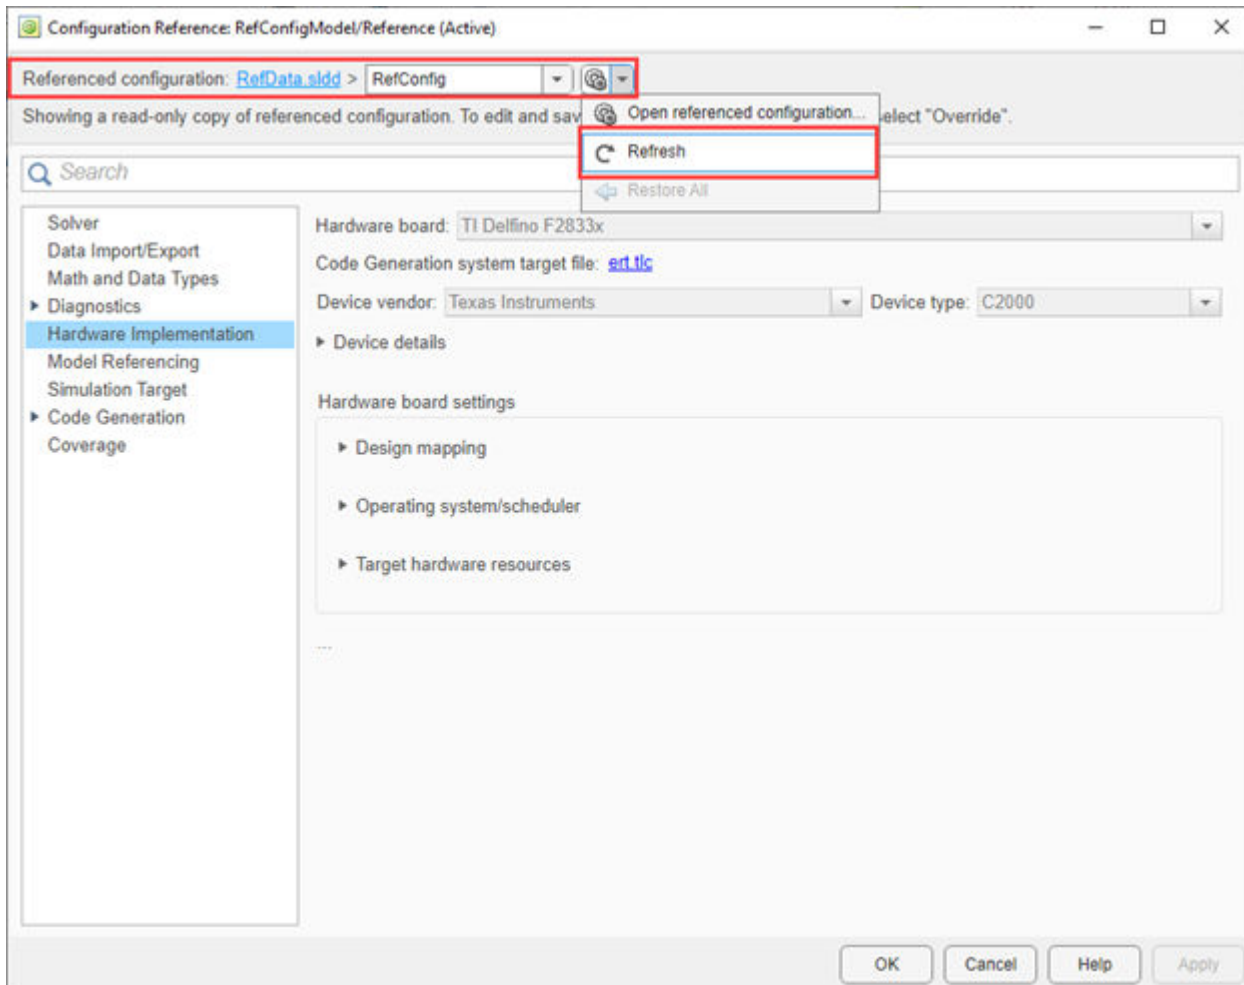 Configuration Reference: RefConfigModel/Reference (Active)
Referenced configuration: RefData.sldd > RefConfig
Open referenced configuration...
Showing a read-only copy of referenced configuration. To edit and sav elect "Override".
Refresh
Search
Restore All
Solver
Hardware board: TI Delfino F2833x
Data Import/Export
Code Generation system target file: ert.tlc
Math and Data Types
Diagnostics
Device vendor: Texas Instruments Device type: C2000
Hardware Implementation
Device details
Model Referencing
Simulation Target
Hardware board settings
Code Generation
Coverage
Design mapping
Operating system/scheduler
Target hardware resources
...
OK Cancel Help Apply